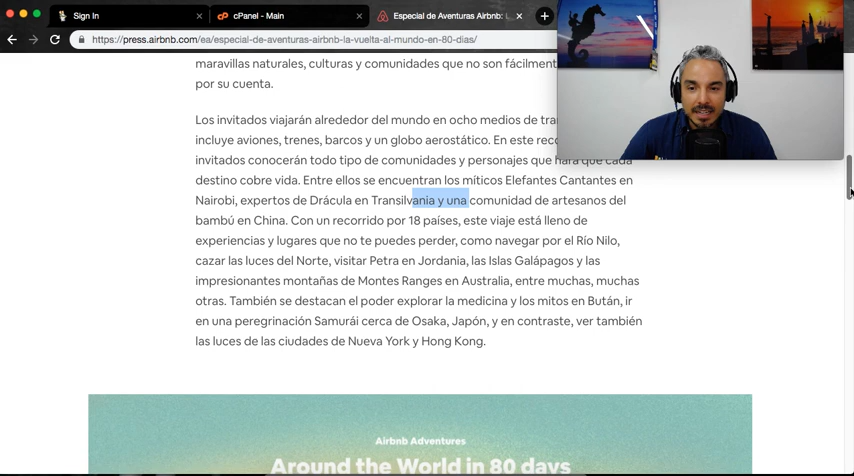 Sign In
cPanel - Main
Especial de Aventuras Airbnb: L
https://press.airbnb.com/ea/especial-de-aventuras-airbnb-la-vuelta-al-mundo-en-80-dias/
maravillas naturales, culturas y comunidades que no son fácilment
por su cuenta.
Los invitados viajarán alrededor del mundo en ocho medios de tra
incluye aviones, trenes, barcos y un globo aerostático. En este reco
invitados conocerán todo tipo de comunidades y personajes que hará que cada
destino cobre vida. Entre ellos se encuentran los míticos Elefantes Cantantes en
Nairobi, expertos de Drácula en Transilvania y una comunidad de artesanos del
bambú en China. Con un recorrido por 18 países, este viaje está lleno de
experiencias y lugares que no te puedes perder, como navegar por el Río Nilo,
cazar las luces del Norte, visitar Petra en Jordania, las Islas Galápagos y las
impresionantes montañas de Montes Ranges en Australia, entre muchas, muchas
otras. También se destacan el poder explorar la medicina y los mitos en Bután, ir
en una peregrinación Samurái cerca de Osaka, Japón, y en contraste, ver también
las luces de las ciudades de Nueva York y Hong Kong.
Airbnb Adventures
Around the World in 80 days